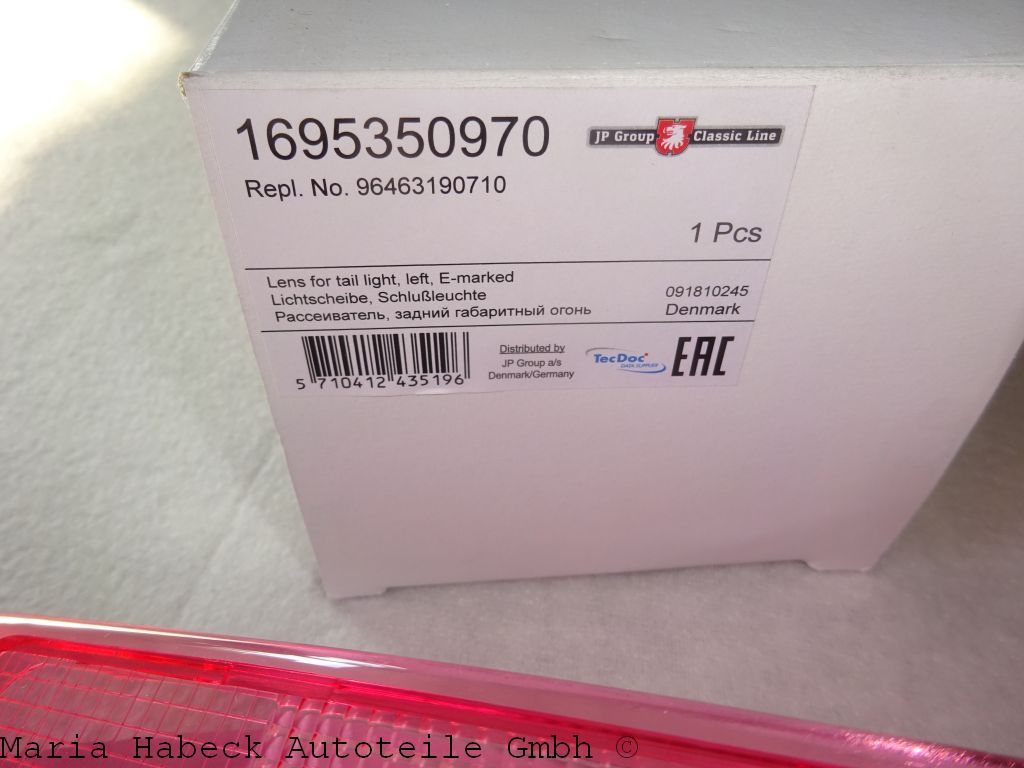 1695350970
JP Group Classic Line
Repl. No. 96463190710
1 Pcs
Lens for tail light, left, E-marked
Lichtscheibe, Schlußleuchte
Рассеиватель, задний габаритный огонь
091810245
Denmark
5 710412 435196
Distributed by
JP Group a/s
Denmark/Germany
TecDoc
DATA SUPPLIER
EAC
Maria Habeck Autoteile Gmbh ©